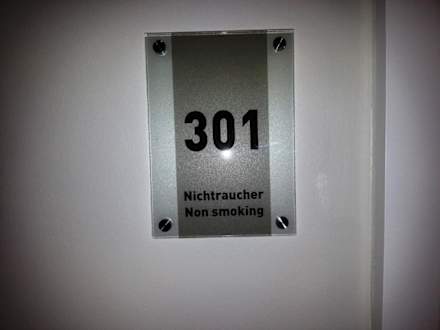 301
Nichtraucher
Non smoking